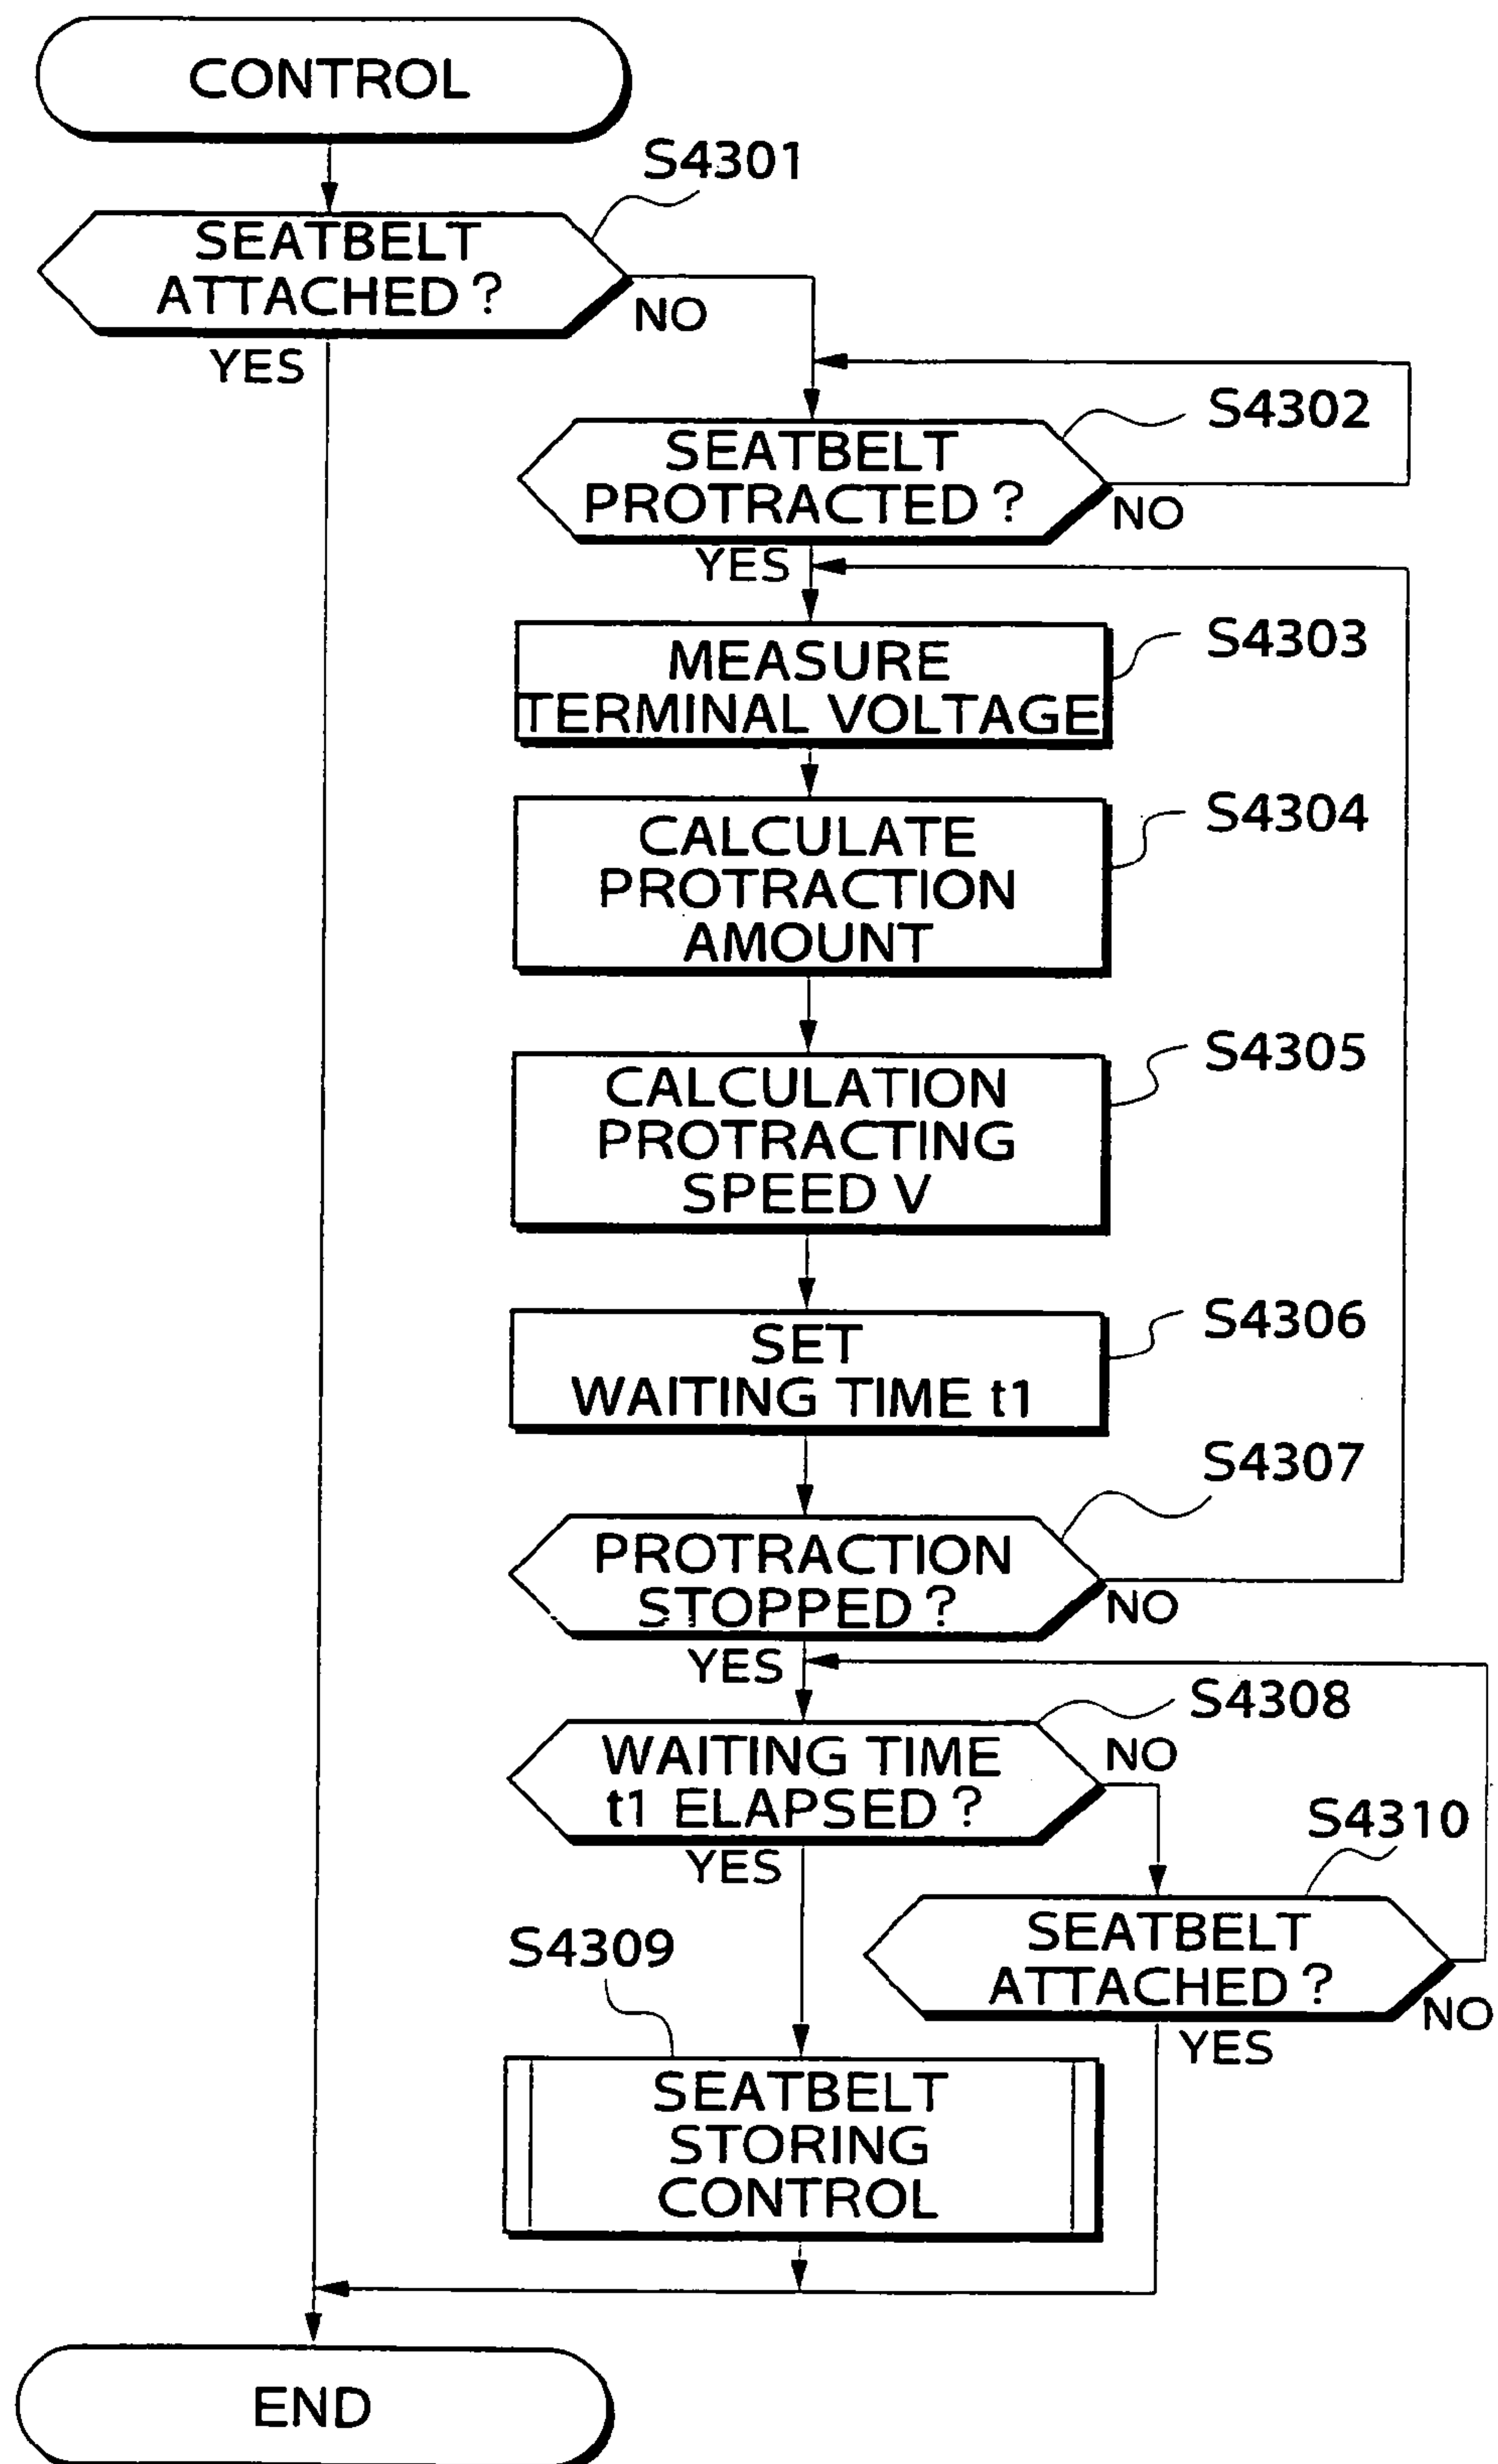 CONTROL
S4301
SEATBELT
ATTACHED ?
NO
YES
S4302
SEATBELT
PROTRACTED ?
NO
YES
S4303
MEASURE
TERMINAL VOLTAGE
S4304
CALCULATE
PROTRACTION
AMOUNT
S4305
CALCULATION
PROTRACTING
SPEED V
S4306
SET
WAITING TIME t1
S4307
PROTRACTION
STOPPED ?
NO
YES
S4308
WAITING TIME
t1 ELAPSED ?
NO
YES
S4310
SEATBELT
ATTACHED ?
NO
YES
S4309
SEATBELT
STORING
CONTROL
END